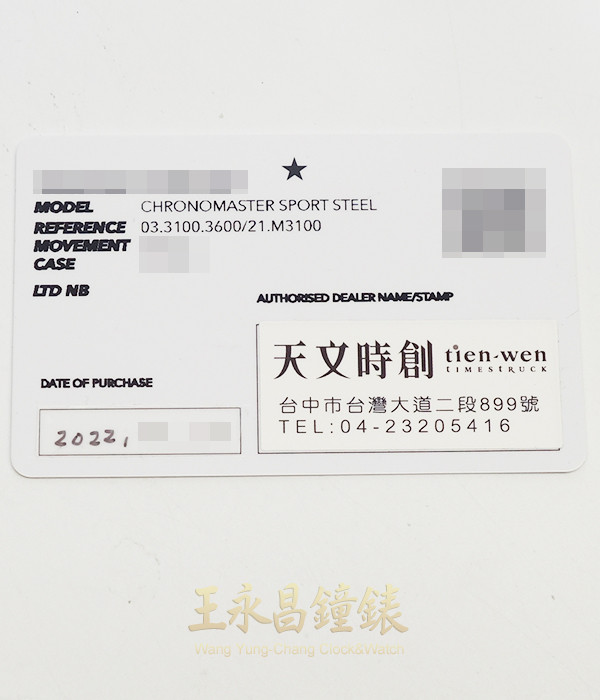 MODEL CHRONOMASTER SPORT STEEL
REFERENCE 03.3100.3600/21.M3100
MOVEMENT
CASE
LTD NB
AUTHORISED DEALER NAME/STAMP
天文時創 tien-wen
TIMESTRUCK
台中市台灣大道二段899號
TEL:04-23205416
DATE OF PURCHASE
2022,
王永昌鐘錶
Wang Yung-Chang Clock&Watch